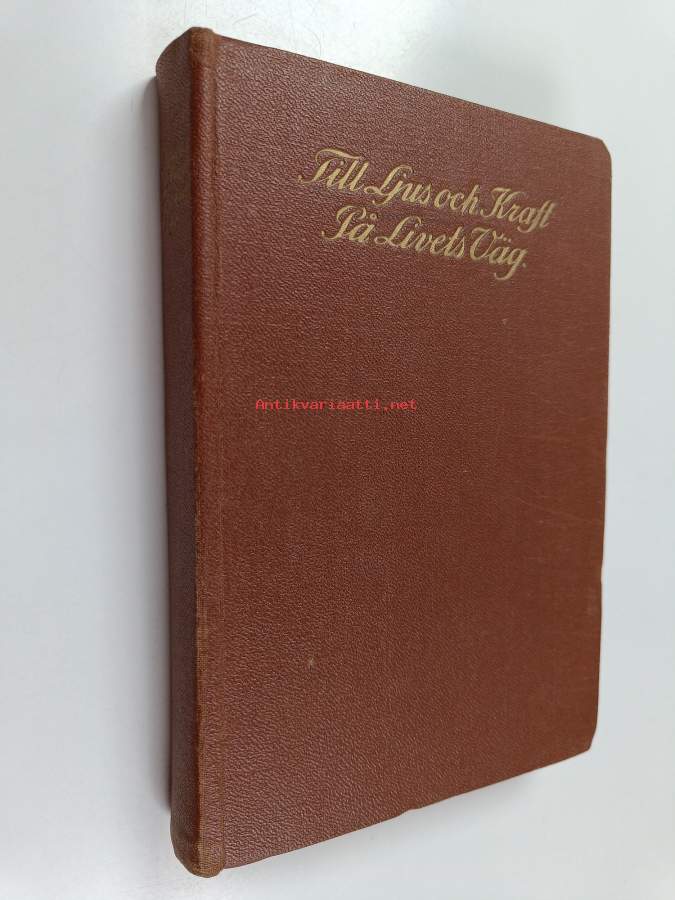 Till Ljus och Kraft
På Livets Väg.
Antikvariaatti.net